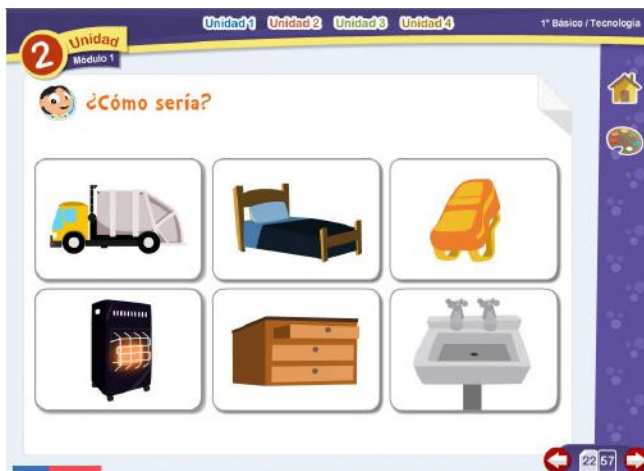 Unidad 1 Unidad 2 Unidad 3 Unidad 4
1° Básico / Tecnología
2 Unidad
Módulo 1
¿Cómo sería?
22 57